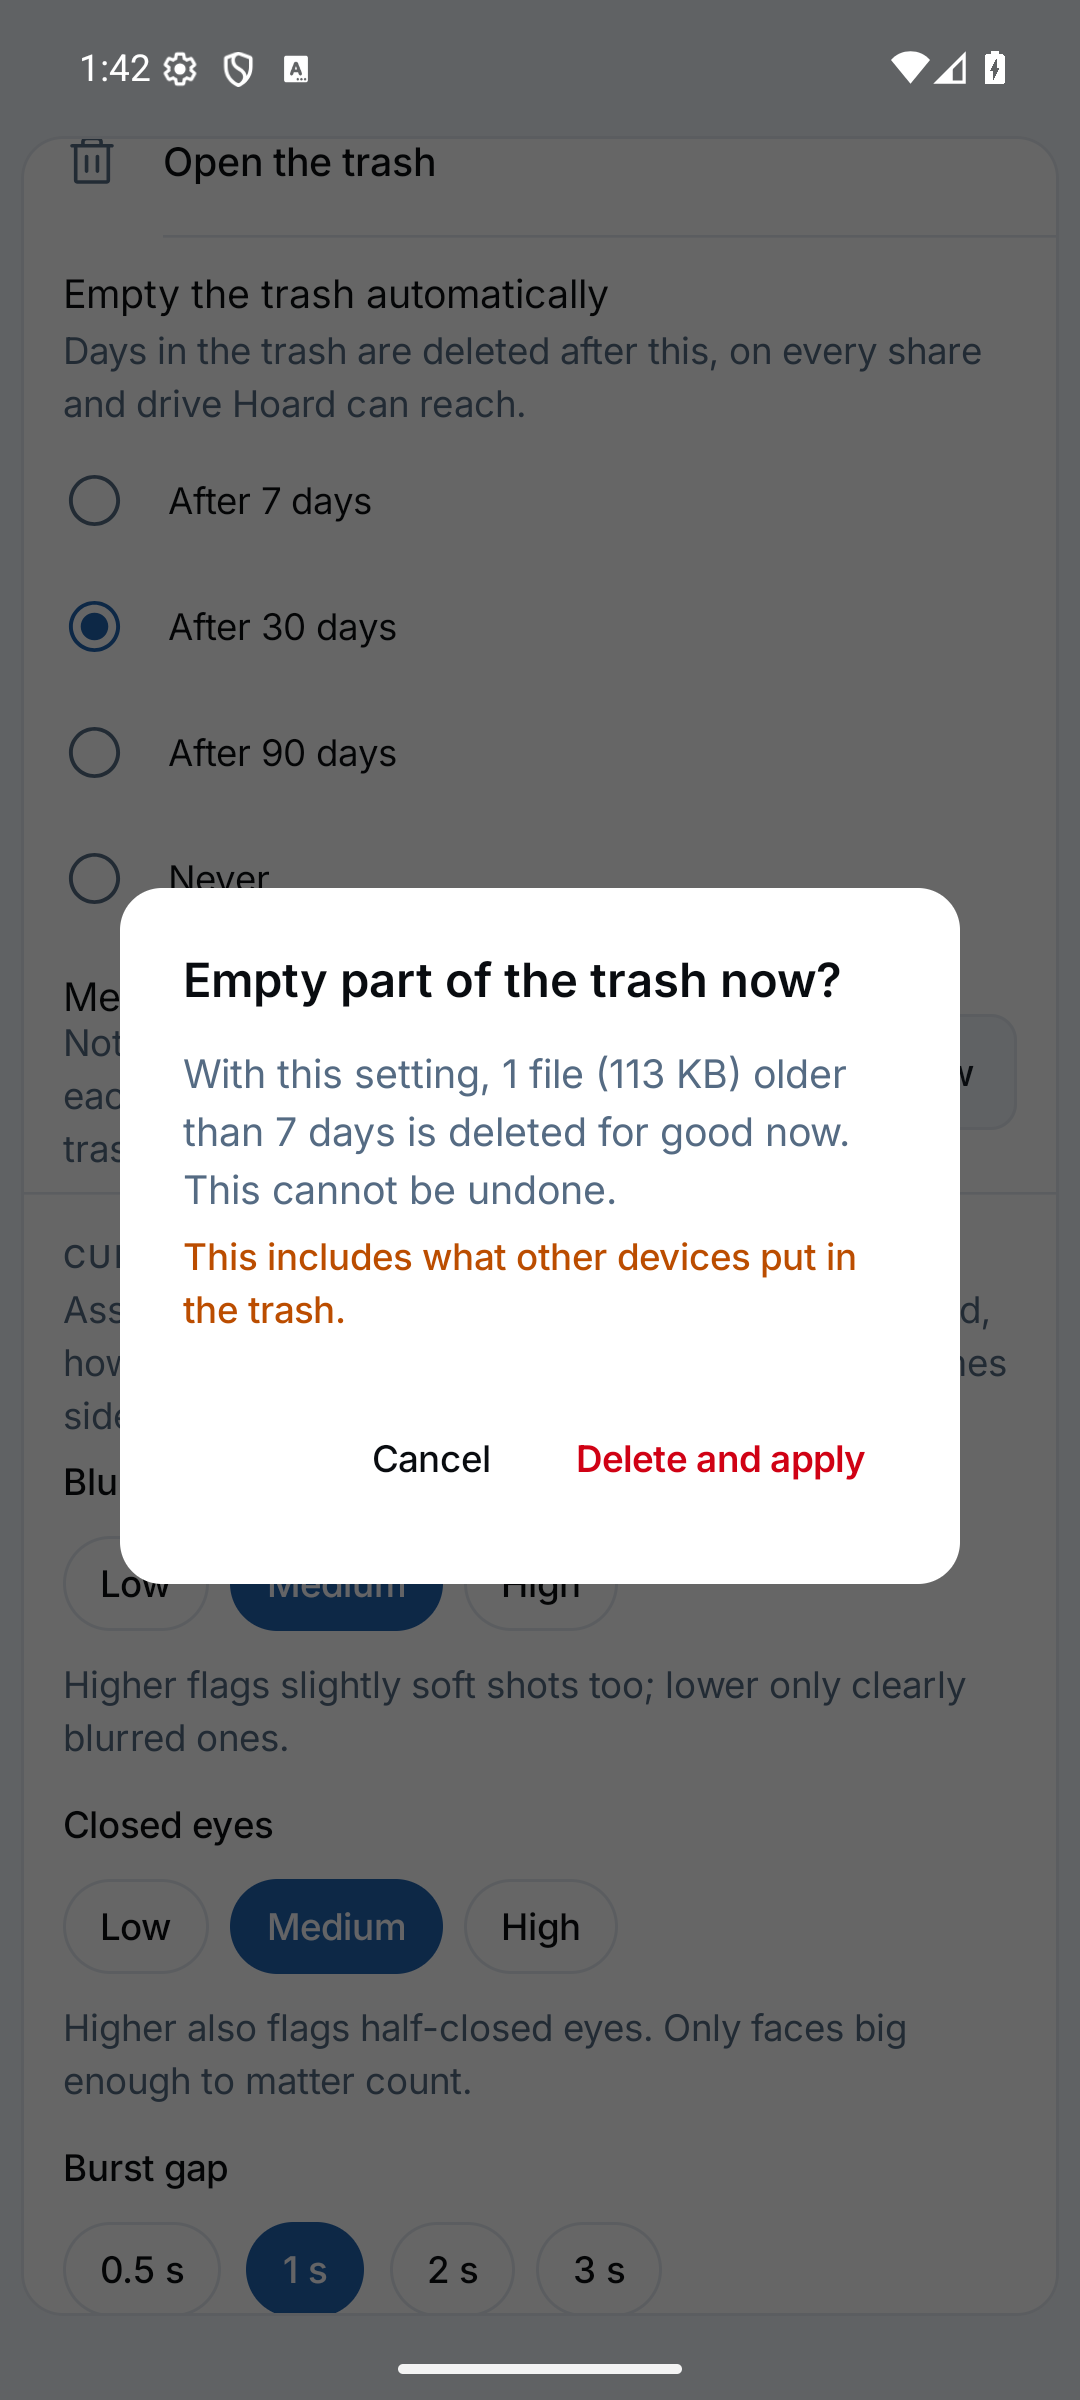 1:42
Open the trash
Empty the trash automatically
Days in the trash are deleted after this, on every share
and drive Hoard can reach.
After 7 days
After 30 days
After 90 days
Never
Empty part of the trash now?
With this setting, 1 file (113 KB) older
than 7 days is deleted for good now.
This cannot be undone.
This includes what other devices put in
the trash.
Cancel
Delete and apply
Low
Medium
High
Higher flags slightly soft shots too; lower only clearly
blurred ones.
Closed eyes
Low
Medium
High
Higher also flags half-closed eyes. Only faces big
enough to matter count.
Burst gap
0.5 s
1 s
2 s
3 s